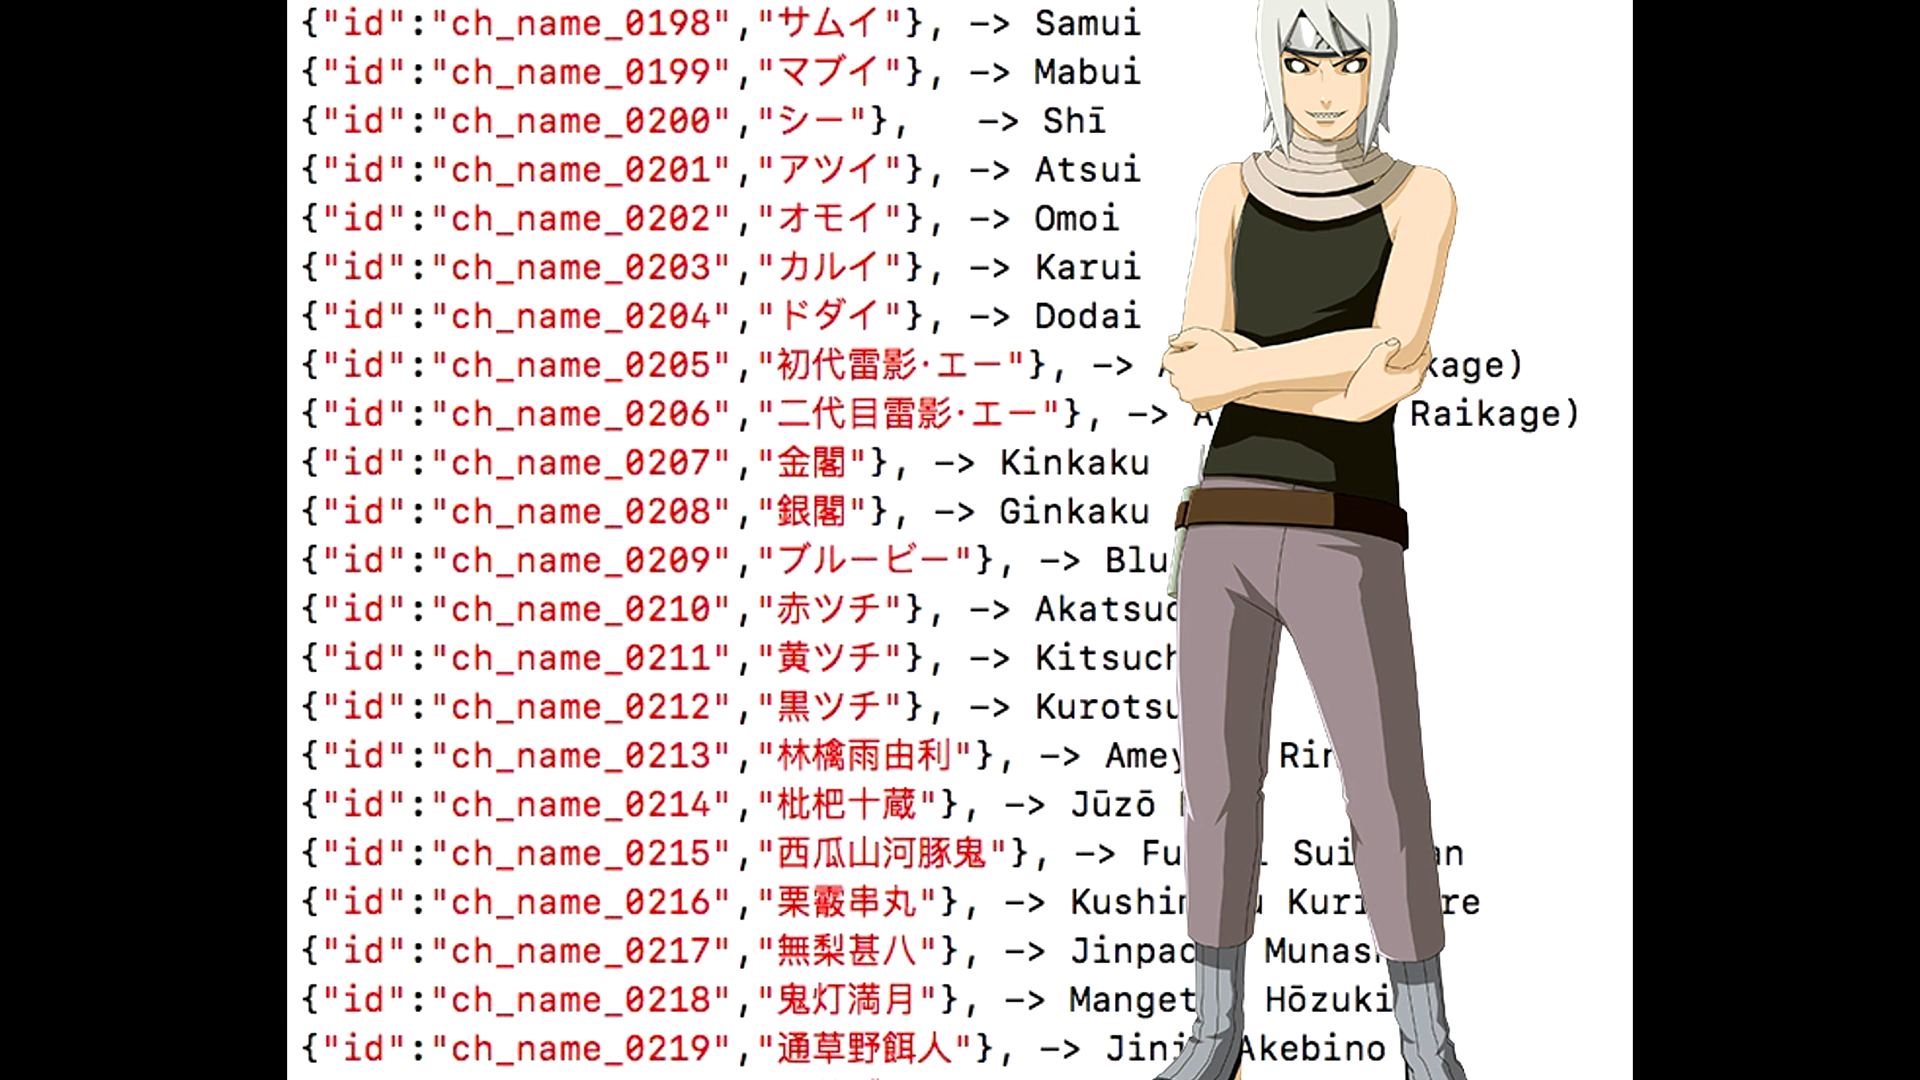 {"id":"ch_name_0198","サムイ"}, -> Samui
{"id":"ch_name_0199","マブイ"}, -> Mabui
{"id":"ch_name_0200","シー"}, -> Shī
{"id":"ch_name_0201","アツイ"}, -> Atsui
{"id":"ch_name_0202","オモイ"}, -> Omoi
{"id":"ch_name_0203","カルイ"}, -> Karui
{"id":"ch_name_0204","ドダイ"}, -> Dodai
{"id":"ch_name_0205","初代雷影·エー"}, ->
{"id":"ch_name_0206","二代目雷影·エー"}, -> A Raikage)
{"id":"ch_name_0207","金閣"}, -> Kinkaku
{"id":"ch_name_0208","銀閣"}, -> Ginkaku
{"id":"ch_name_0209","ブルービー"}, ->
{"id":"ch_name_0210","赤ツチ"}, ->
{"id":"ch_name_0211","黄ツチ"}, ->
{"id":"ch_name_0212","黒ツチ"}, ->
{"id":"ch_name_0213","林檎雨由利"}, ->
{"id":"ch_name_0214","枇杷十蔵"}, -> Jūzō
{"id":"ch_name_0215","西瓜山河豚鬼"}, ->
{"id":"ch_name_0216","栗霰串丸"}, ->
{"id":"ch_name_0217","無梨甚八"}, ->
{"id":"ch_name_0218","鬼灯満月"}, -> Hōzuki
{"id":"ch_name_0219","通草野餌人"}, -> Akebino